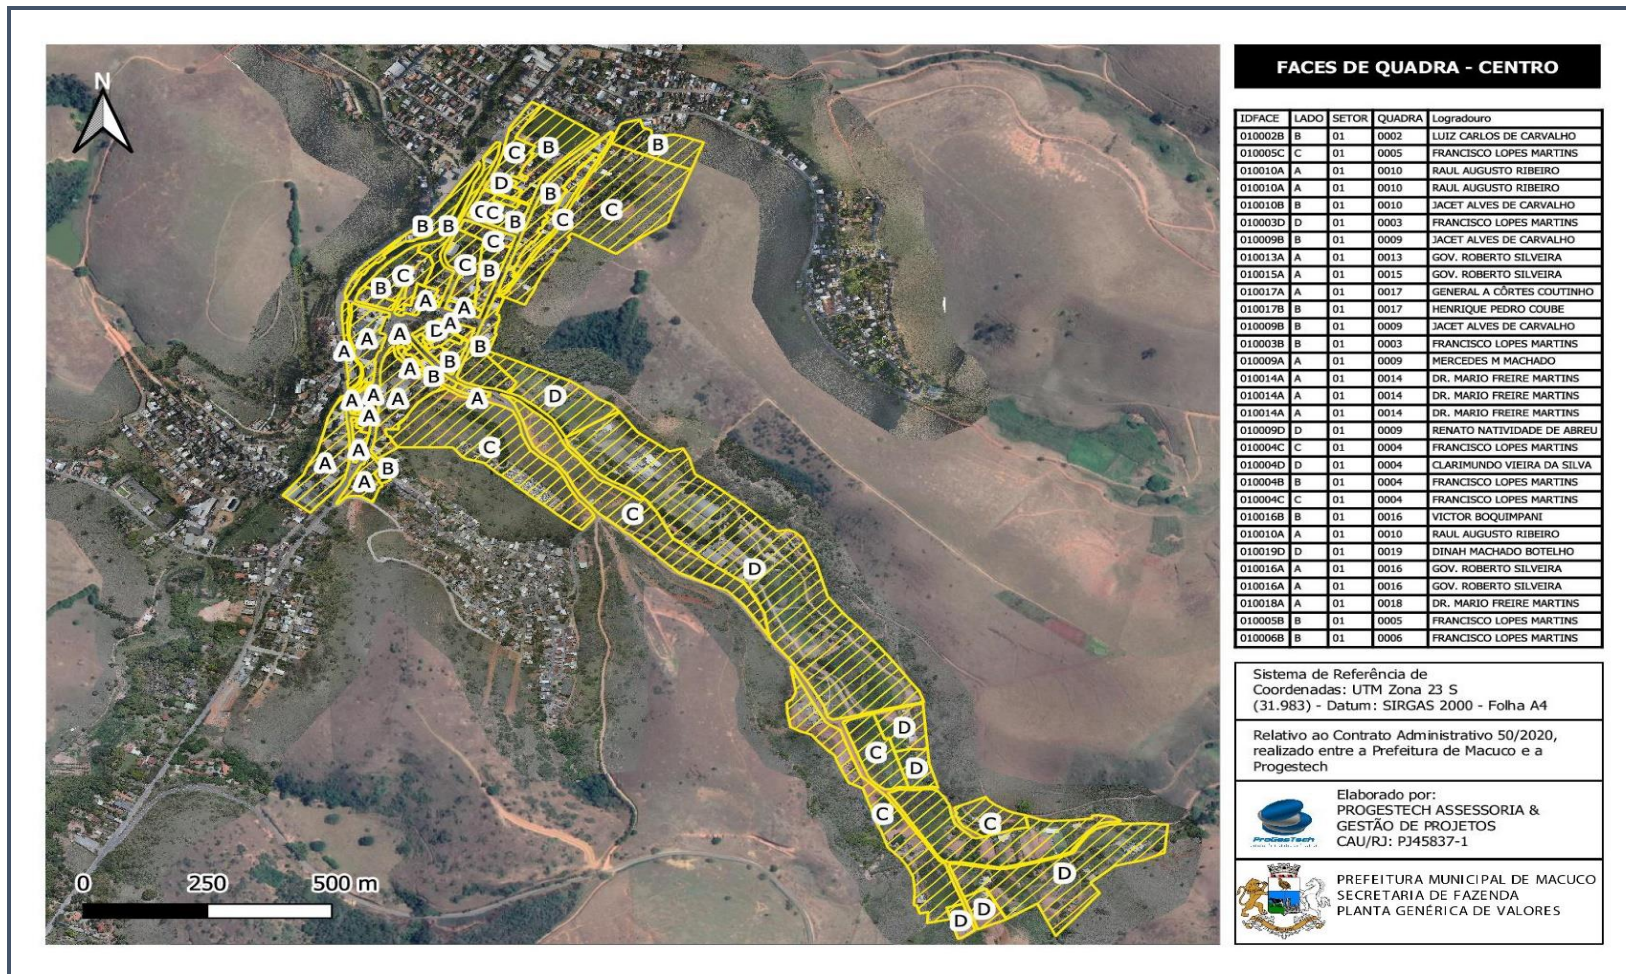 FACES DE QUADRA - CENTRO
IDFACE LADO SETOR QUADRA Logradouro
010002B B 01 0002 LUIZ CARLOS DE CARVALHO
010005C C 01 0005 FRANCISCO LOPES MARTINS
010010A A 01 0010 RAUL AUGUSTO RIBEIRO
010010A A 01 0010 RAUL AUGUSTO RIBEIRO
010010B B 01 0010 JACET ALVES DE CARVALHO
010003D D 01 0003 FRANCISCO LOPES MARTINS
010009B B 01 0009 JACET ALVES DE CARVALHO
010013A A 01 0013 GOV. ROBERTO SILVEIRA
010015A A 01 0015 GOV. ROBERTO SILVEIRA
010017A A 01 0017 GENERAL A CÔRTES COUTINHO
010017B B 01 0017 HENRIQUE PEDRO COUBE
010009B B 01 0009 JACET ALVES DE CARVALHO
010003B B 01 0003 FRANCISCO LOPES MARTINS
010009A A 01 0009 MERCEDES M MACHADO
010014A A 01 0014 DR. MARIO FREIRE MARTINS
010014A A 01 0014 DR. MARIO FREIRE MARTINS
010014A A 01 0014 DR. MARIO FREIRE MARTINS
010009D D 01 0009 RENATO NATIVIDADE DE ABREU
010004C C 01 0004 FRANCISCO LOPES MARTINS
010004D D 01 0004 CLARIMUNDO VIEIRA DA SILVA
010004B B 01 0004 FRANCISCO LOPES MARTINS
010004C C 01 0004 FRANCISCO LOPES MARTINS
010016B B 01 0016 VICTOR BOQUIMPANI
010010A A 01 0010 RAUL AUGUSTO RIBEIRO
010019D D 01 0019 DINAH MACHADO BOTELHO
010016A A 01 0016 GOV. ROBERTO SILVEIRA
010016A A 01 0016 GOV. ROBERTO SILVEIRA
010018A A 01 0018 DR. MARIO FREIRE MARTINS
010005B B 01 0005 FRANCISCO LOPES MARTINS
010006B B 01 0006 FRANCISCO LOPES MARTINS
Sistema de Referência de
Coordenadas: UTM Zona 23 S
(31.983) - Datum: SIRGAS 2000 - Folha A4
Relativo ao Contrato Administrativo 50/2020,
realizado entre a Prefeitura de Macuco e a
Progestech
Elaborado por:
PROGESTECH ASSESSORIA &
GESTÃO DE PROJETOS
CAU/RJ: PJ45837-1
ProGesTech
PREFEITURA MUNICIPAL DE MACUCO
SECRETARIA DE FAZENDA
PLANTA GENÉRICA DE VALORES
N
C B
B
D
B
C C B C C
B B
C
C B
B C
A A
D A
A A A
B
B
A B
D
A
A A A
A
C
A
A B
A
C
D
D
C
D
C
C
D
D
D
0 250 500 m